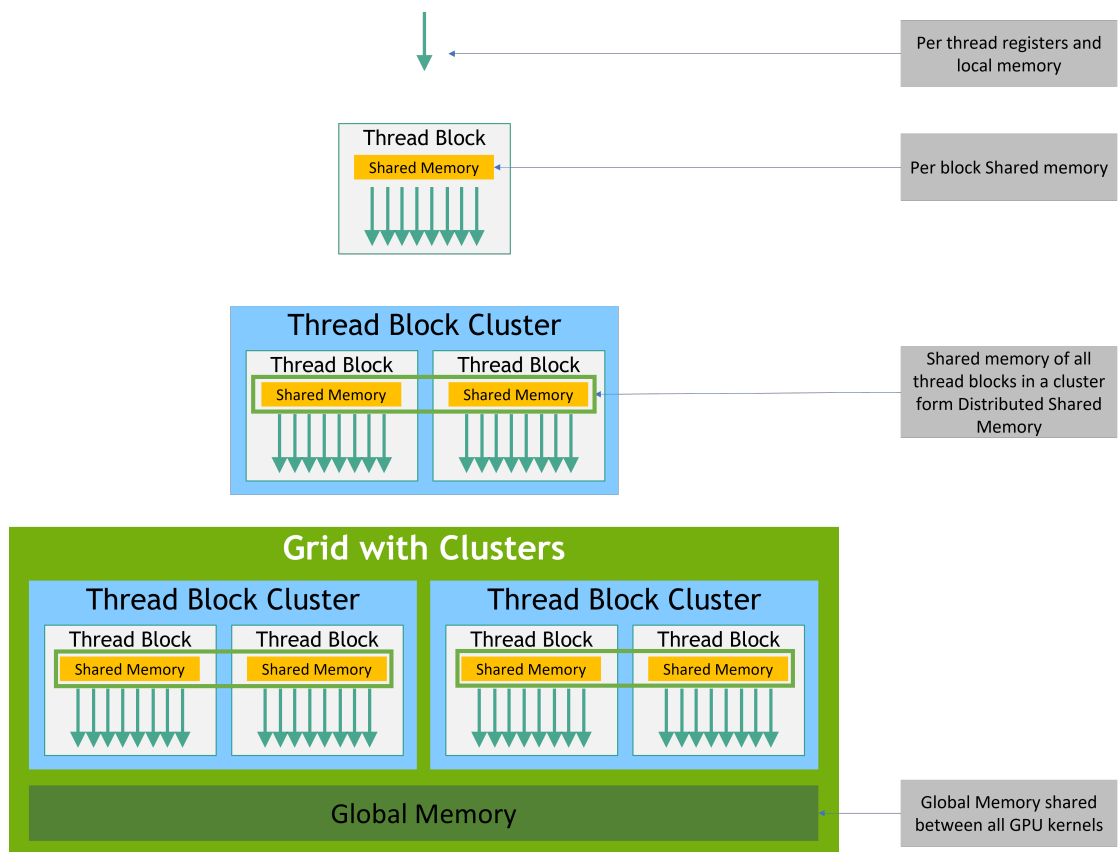 Per thread registers and
local memory
Thread Block
Shared Memory
Per block Shared memory
Thread Block Cluster
Thread Block
Thread Block
Shared Memory
Shared Memory
Shared memory of all
thread blocks in a cluster
form Distributed Shared
Memory
Grid with Clusters
Thread Block Cluster
Thread Block Cluster
Thread Block
Thread Block
Thread Block
Thread Block
Shared Memory
Shared Memory
Shared Memory
Shared Memory
Global Memory
Global Memory shared
between all GPU kernels